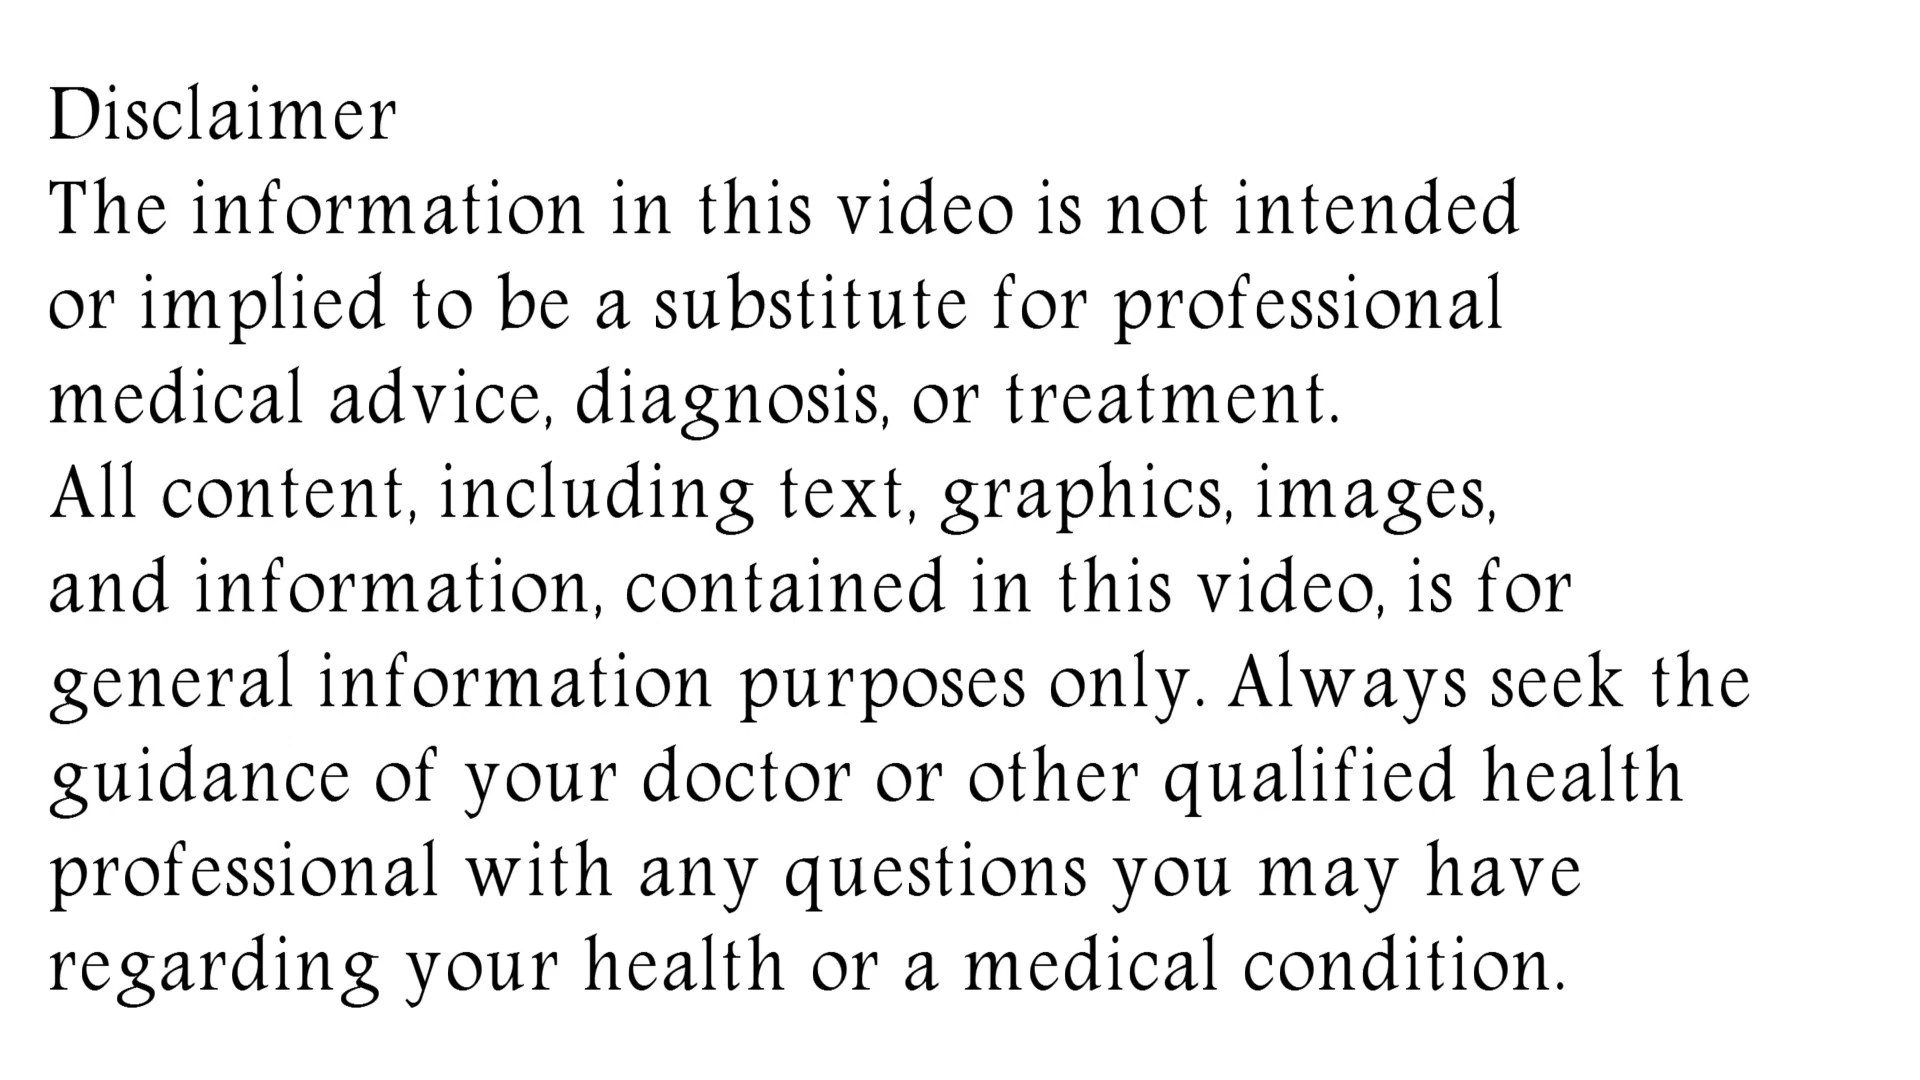 Disclaimer
The information in this video is not intended
or implied to be a substitute for professional
medical advice, diagnosis, or treatment.
All content, including text, graphics, images,
and information, contained in this video, is for
general information purposes only. Always seek the
guidance of your doctor or other qualified health
professional with any questions you may have
regarding your health or a medical condition.